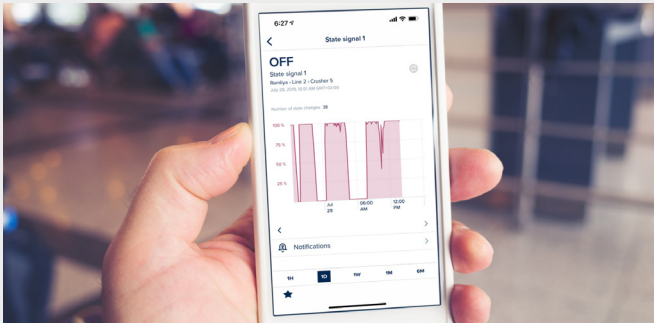 6:27
State signal 1
OFF
State signal 1
Number of state changes: 38
100 %
75 %
50 %
25 %
Jul 06:00 12:00
29 AM PM
Notifications
1H 1D 1W 1M 6M